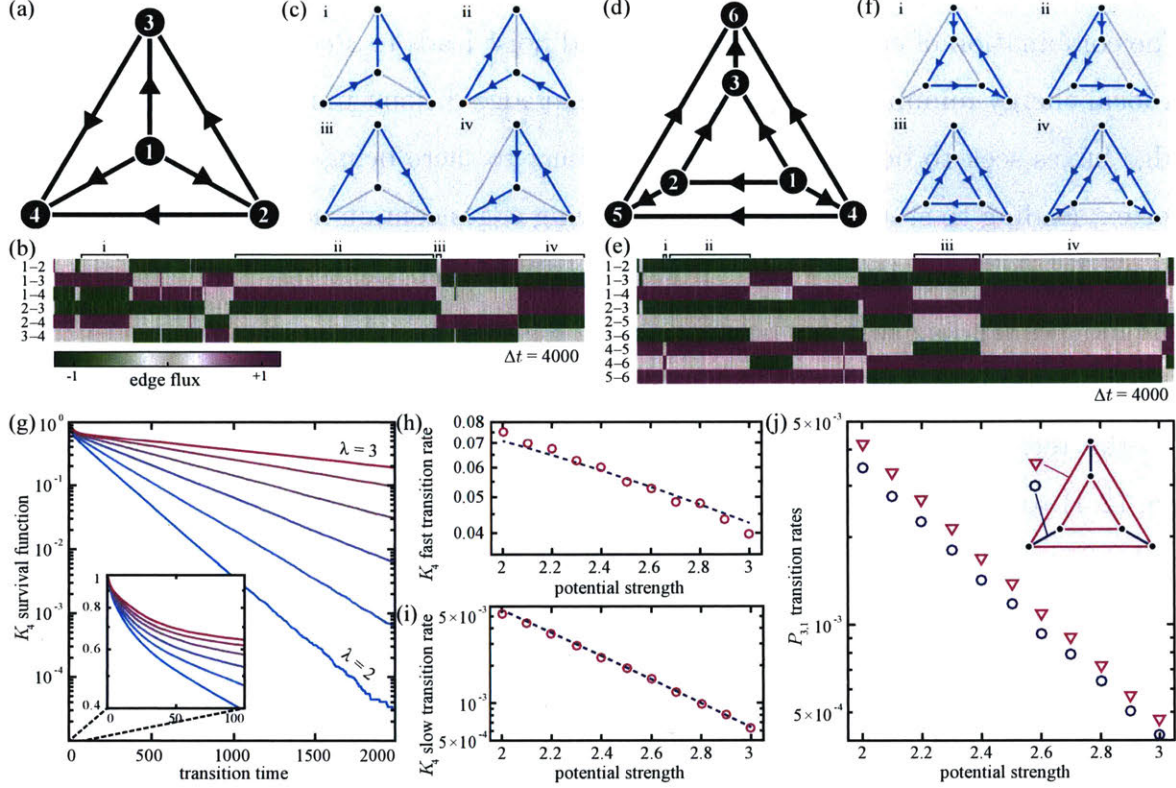 (a)
3
1
4
2
(c)
i
ii
iii
iv
(d)
6
3
2
1
5
4
(f)
i
ii
iii
iv
(b)
i
ii
iii
iv
1–2
1–3
1–4
2–3
2–4
3–4
-1
+1
edge flux
Δt = 4000
(e)
i
ii
iii
iv
1–2
1–3
1–4
2–3
2–5
3–6
4–5
4–6
5–6
Δt = 4000
(g)
K4 survival function
10^0
10^-1
10^-2
10^-3
10^-4
λ = 3
λ = 2
1
0.8
0.6
0.4
0
50
100
0
500
1000
1500
2000
transition time
(h)
K4 fast transition rate
0.08
0.07
0.06
0.05
0.04
2
2.2
2.4
2.6
2.8
3
potential strength
(i)
K4 slow transition rate
5×10^-3
10^-3
5×10^-4
2
2.2
2.4
2.6
2.8
3
potential strength
(j)
P3,1 transition rates
5×10^-3
10^-3
5×10^-4
2
2.2
2.4
2.6
2.8
3
potential strength